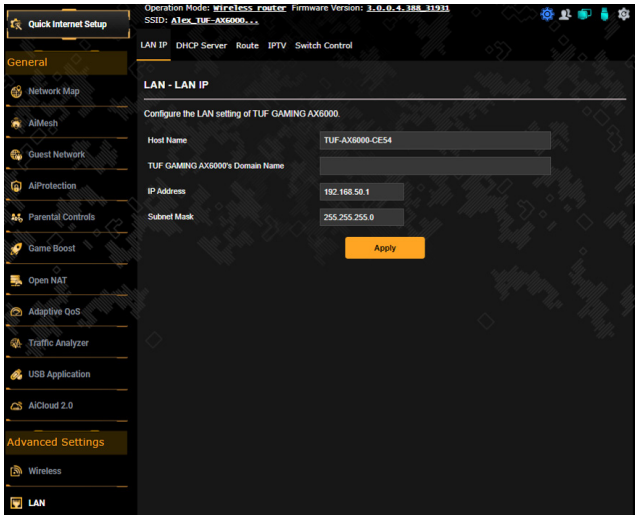 Operation Mode: Wireless router Firmware Version: 3.0.0.4.388_31931
SSID: Alex_TUF-AX6000...
Quick Internet Setup
General
Network Map
AiMesh
Guest Network
AiProtection
Parental Controls
Game Boost
Open NAT
Adaptive QoS
Traffic Analyzer
USB Application
AiCloud 2.0
Advanced Settings
Wireless
LAN
LAN IP DHCP Server Route IPTV Switch Control
LAN - LAN IP
Configure the LAN setting of TUF GAMING AX6000.
Host Name TUF-AX6000-CE54
TUF GAMING AX6000's Domain Name
IP Address 192.168.50.1
Subnet Mask 255.255.255.0
Apply